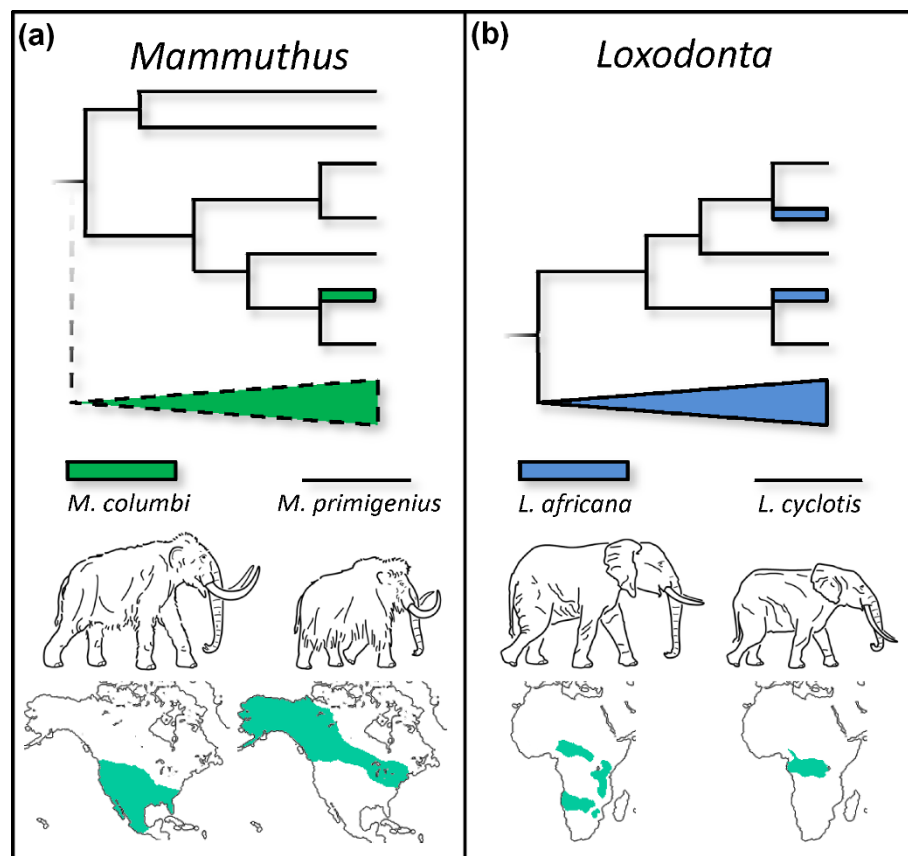 (a)
Mammuthus
M. columbi
M. primigenius
(b)
Loxodonta
L. africana
L. cyclotis